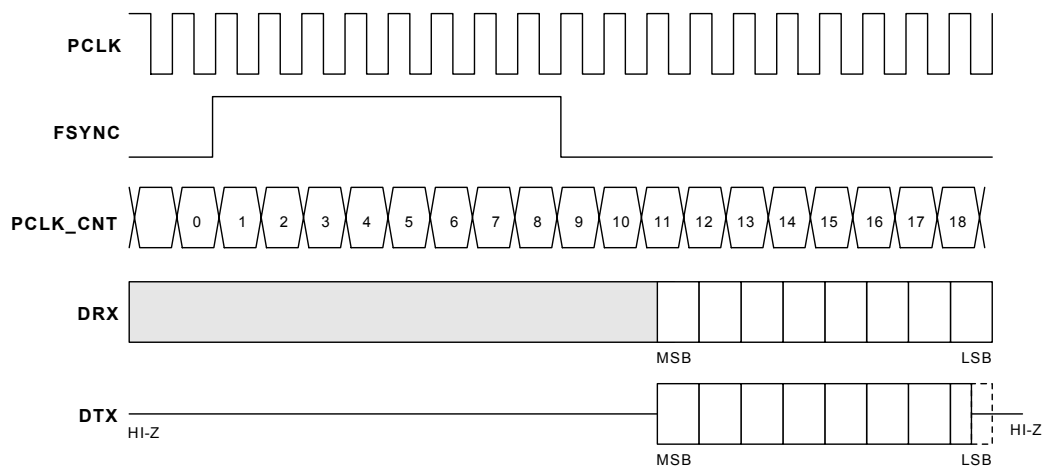 PCLK
FSYNC
PCLK_CNT 0 1 2 3 4 5 6 7 8 9 10 11 12 13 14 15 16 17 18
DRX
MSB LSB
DTX
HI-Z HI-Z
MSB LSB